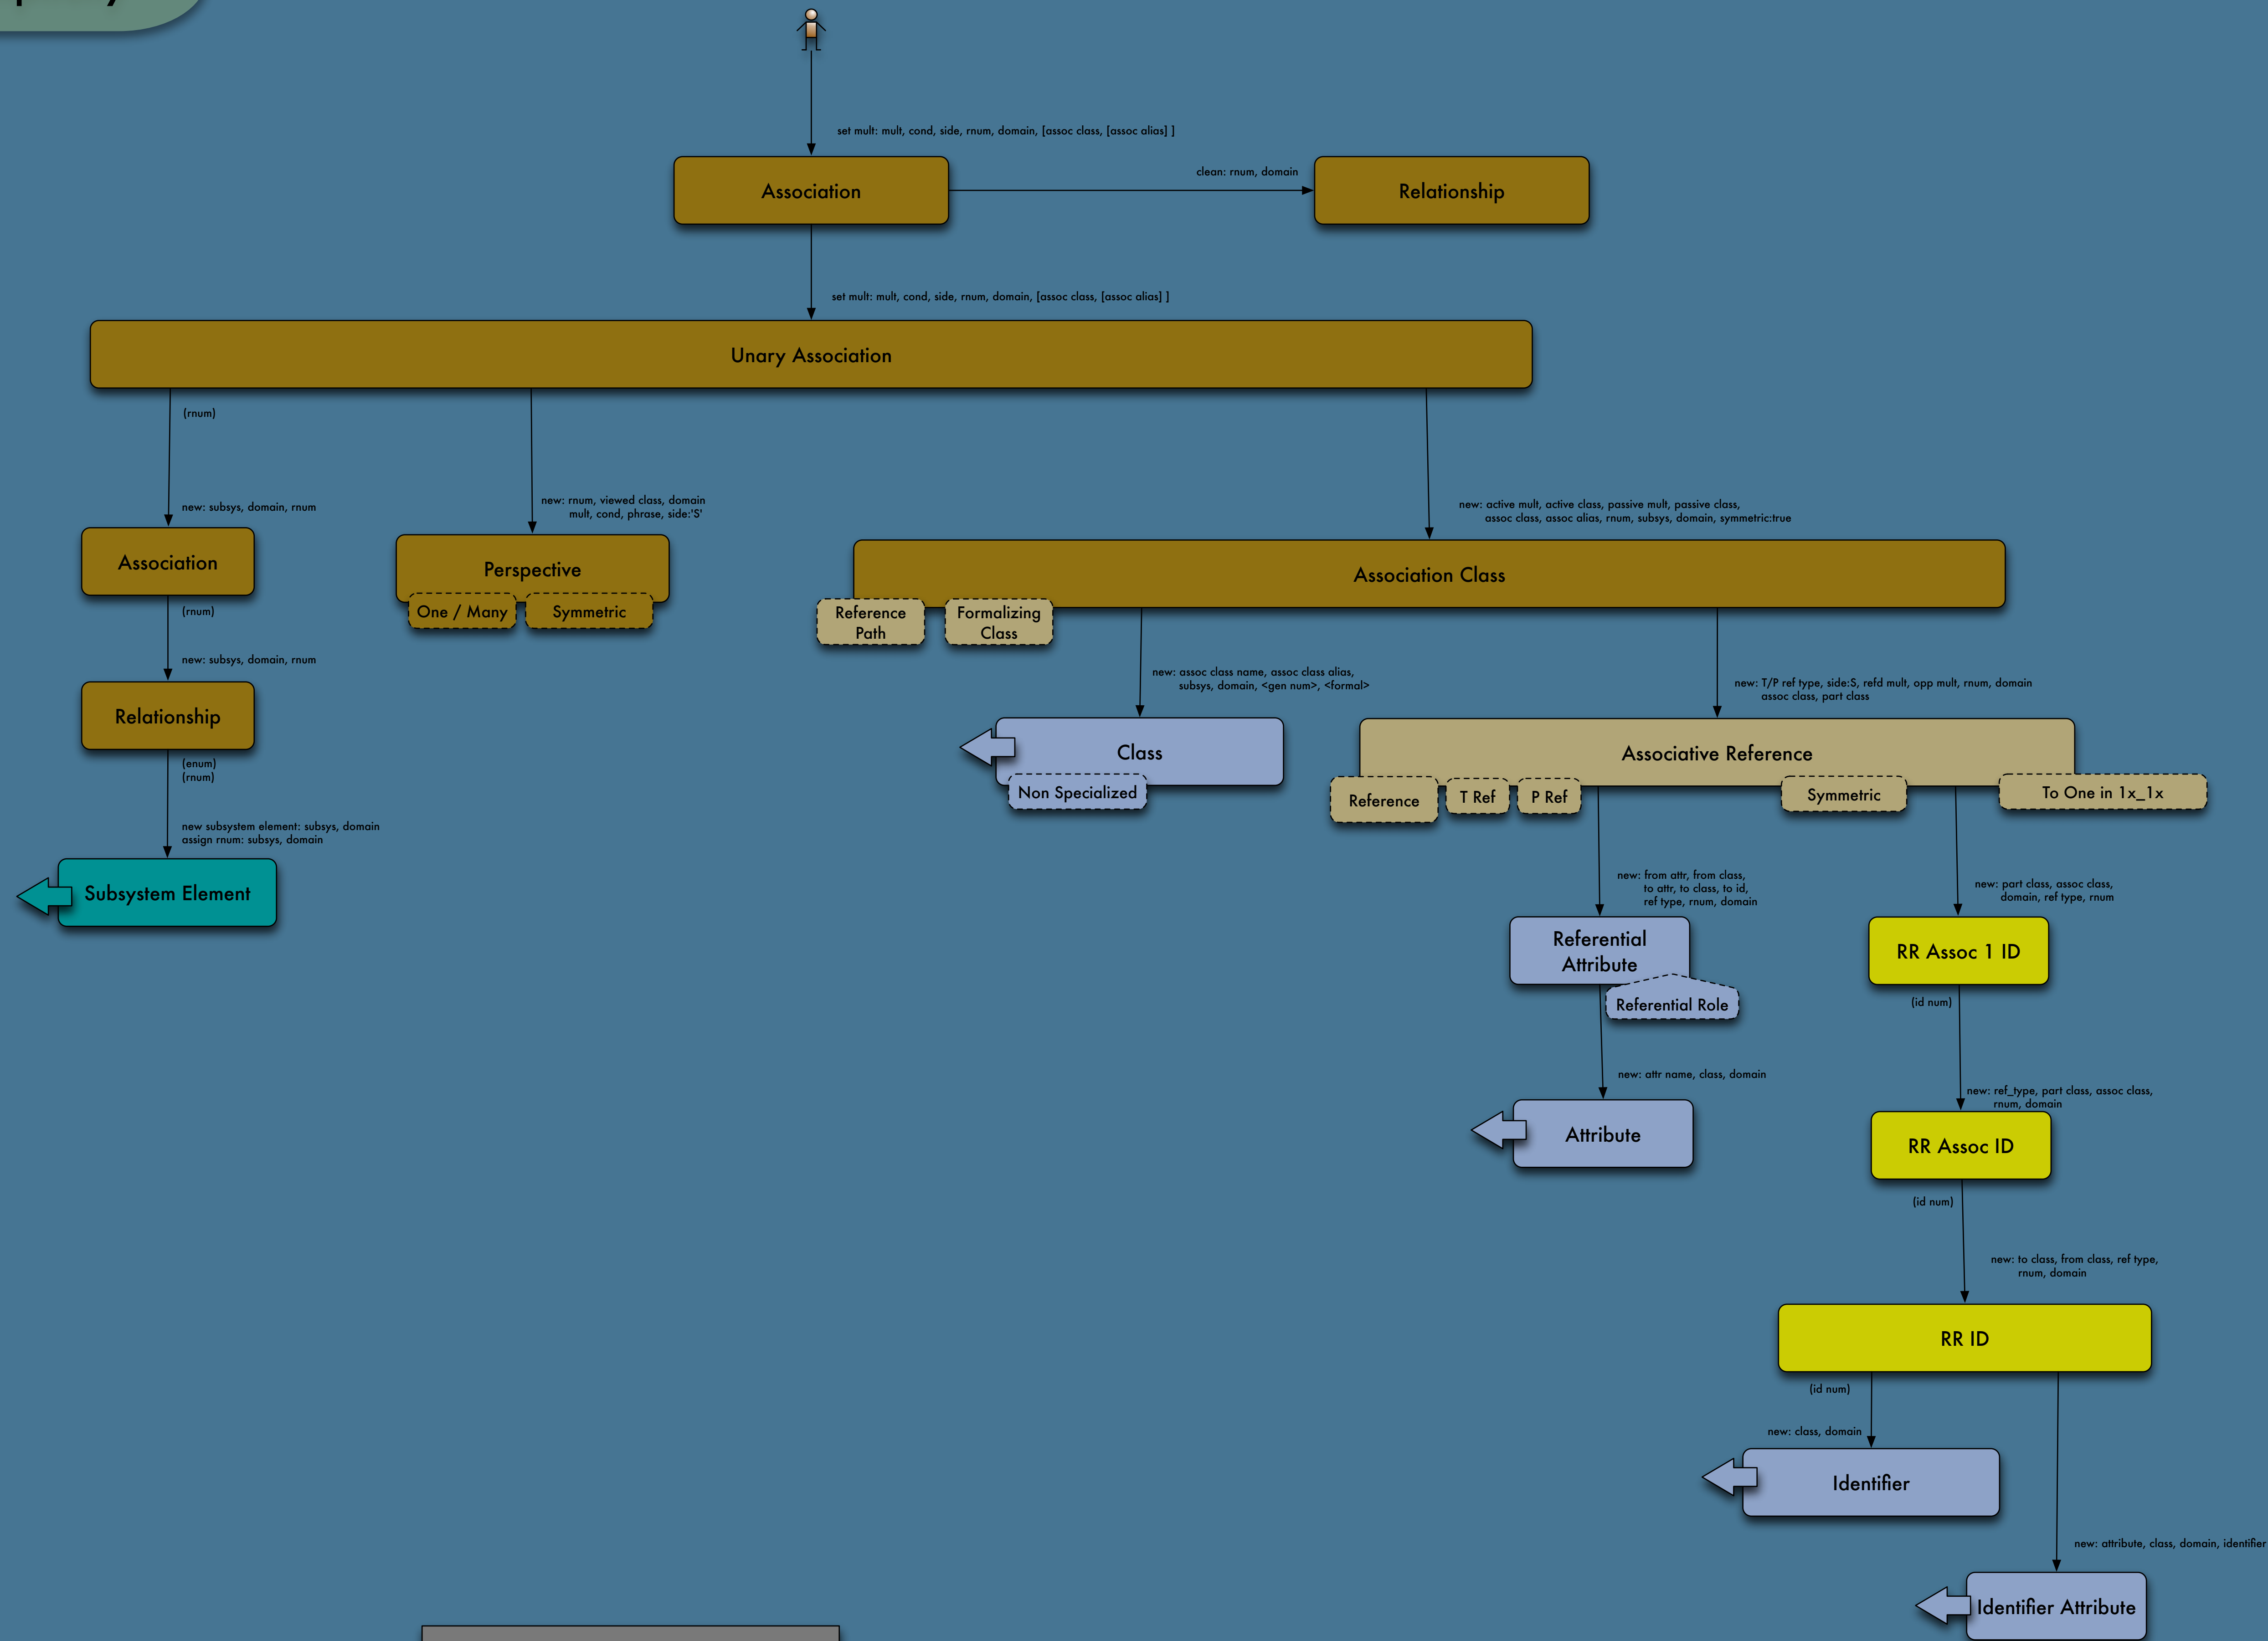 set mult: mult, cond, side, rnum, domain, [assoc class, [assoc alias] ]
clean: rnum, domain
Association
Relationship
set mult: mult, cond, side, rnum, domain, [assoc class, [assoc alias] ]
Unary Association
(rnum)
new: subsys, domain, rnum
new: rnum, viewed class, domain
mult, cond, phrase, side:'S'
new: active mult, active class, passive mult, passive class,
assoc class, assoc alias, rnum, subsys, domain, symmetric:true
Association
Perspective
One / Many
Symmetric
Association Class
Reference
Path
Formalizing
Class
(rnum)
new: subsys, domain, rnum
new: assoc class name, assoc class alias,
subsys, domain, <gen num>, <formal>
new: T/P ref type, side:S, refd mult, opp mult, rnum, domain
assoc class, part class
Relationship
Class
Non Specialized
Associative Reference
Reference
T Ref
P Ref
Symmetric
To One in 1x_1x
(enum)
(rnum)
new subsystem element: subsys, domain
assign rnum: subsys, domain
Subsystem Element
new: from attr, from class,
to attr, to class, to id,
ref type, rnum, domain
new: part class, assoc class,
domain, ref type, rnum
Referential
Attribute
Referential Role
RR Assoc 1 ID
(id num)
new: attr name, class, domain
new: ref_type, part class, assoc class,
rnum, domain
Attribute
RR Assoc ID
(id num)
new: to class, from class, ref type,
rnum, domain
RR ID
(id num)
new: class, domain
Identifier
new: attribute, class, domain, identifier
Identifier Attribute